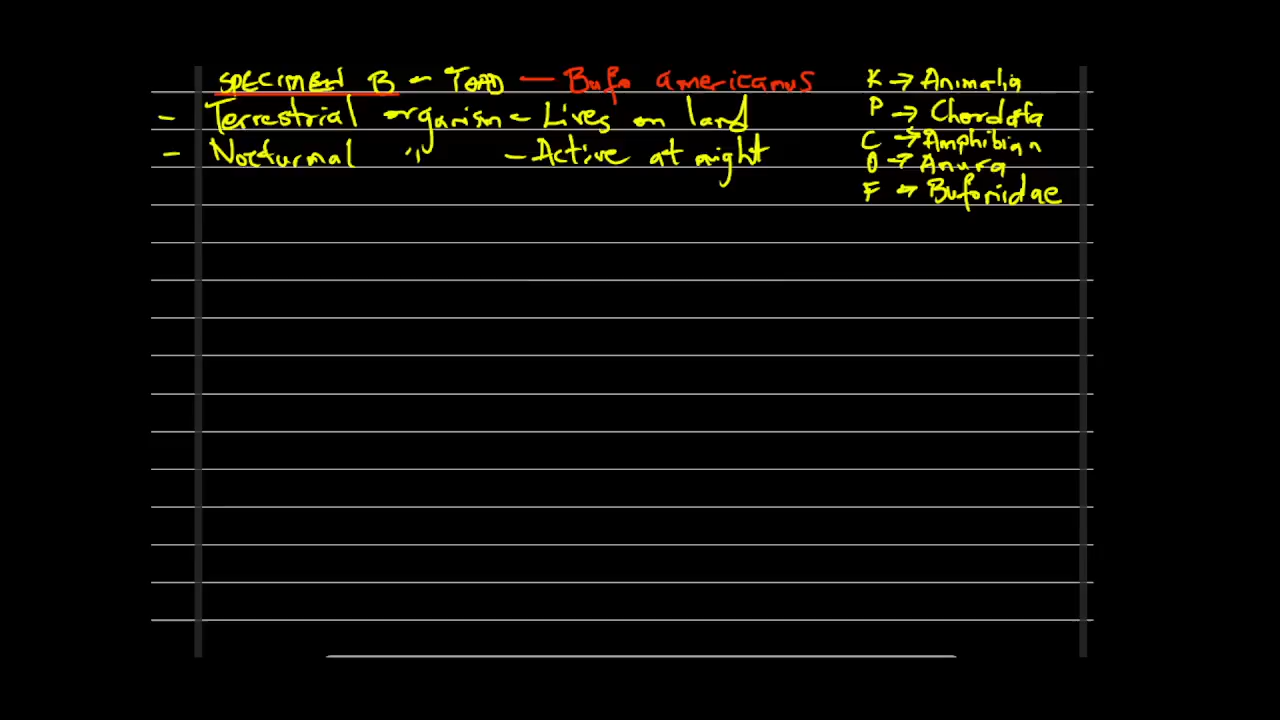 SPECIMEN B - TOAD — Bufo americanus
- Terrestrial organism - Lives on land
- Nocturnal " - Active at night
K → Animalia
P → Chordata
C → Amphibian
O → Anura
F → Bufonidae